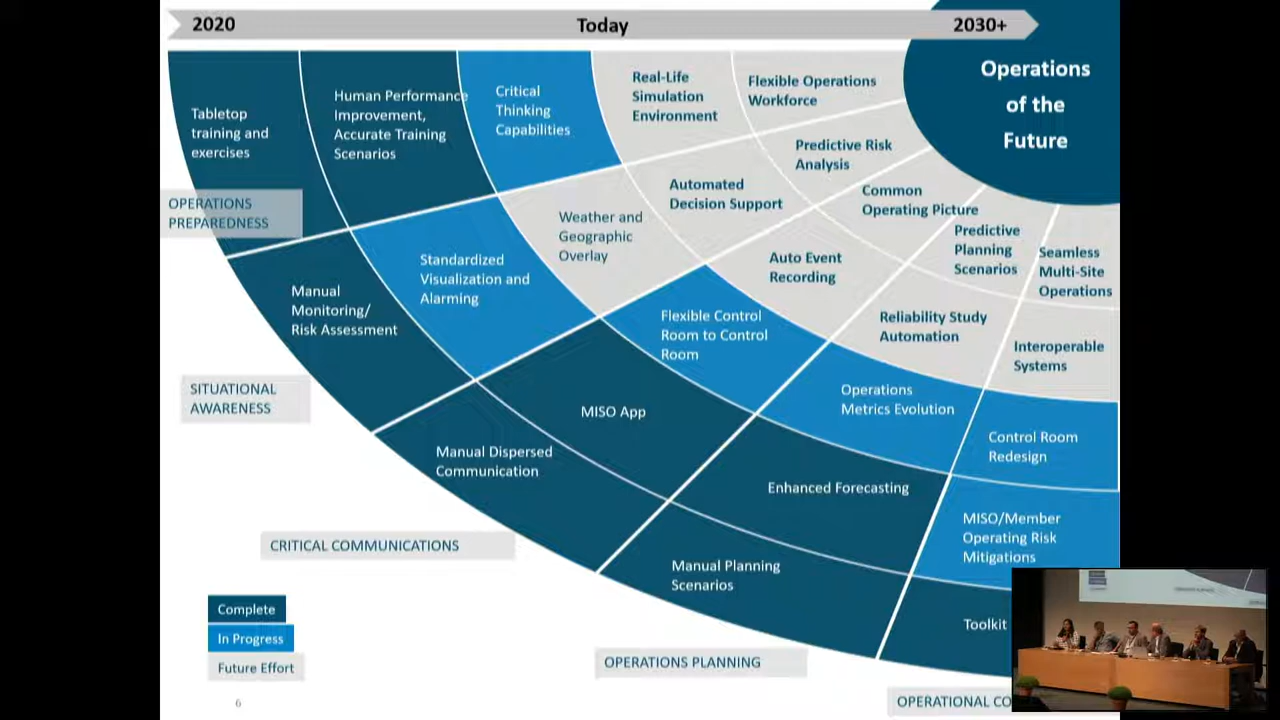 2020
Today
2030+
Operations
of the
Future
Tabletop
training and
exercises
Human Performance
Improvement,
Accurate Training
Scenarios
Critical
Thinking
Capabilities
Real-Life
Simulation
Environment
Flexible Operations
Workforce
OPERATIONS
PREPAREDNESS
Manual
Monitoring/
Risk Assessment
Standardized
Visualization and
Alarming
Weather and
Geographic
Overlay
Automated
Decision Support
Predictive Risk
Analysis
SITUATIONAL
AWARENESS
Manual Dispersed
Communication
MISO App
Flexible Control
Room to Control
Room
Auto Event
Recording
Common
Operating Picture
CRITICAL COMMUNICATIONS
Manual Planning
Scenarios
Enhanced Forecasting
Operations
Metrics Evolution
Reliability Study
Automation
Predictive
Planning
Scenarios
OPERATIONS PLANNING
Toolkit
MISO/Member
Operating Risk
Mitigations
Control Room
Redesign
Interoperable
Systems
Seamless
Multi-Site
Operations
OPERATIONAL CO
Complete
In Progress
Future Effort
6